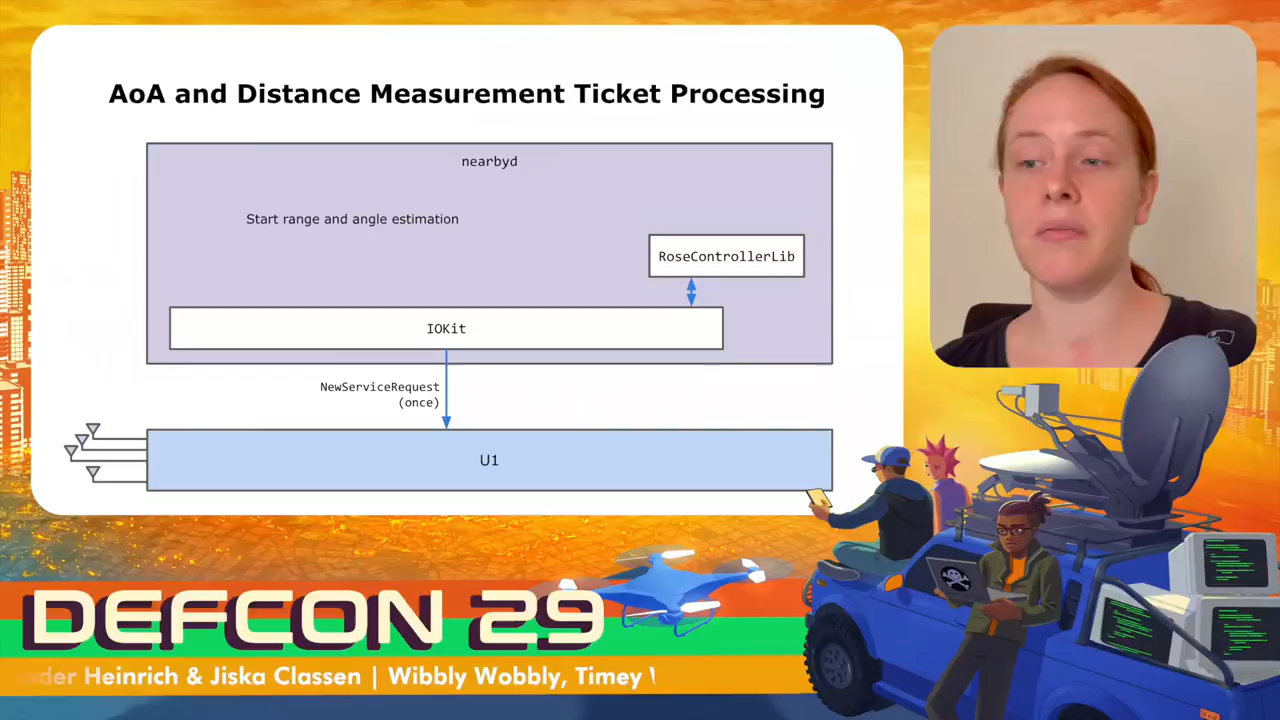 AoA and Distance Measurement Ticket Processing
nearbyd
Start range and angle estimation
RoseControllerLib
IOKit
NewServiceRequest
(once)
U1
DEFCON 29
der Heinrich & Jiska Classen | Wibbly Wobbly, Timey